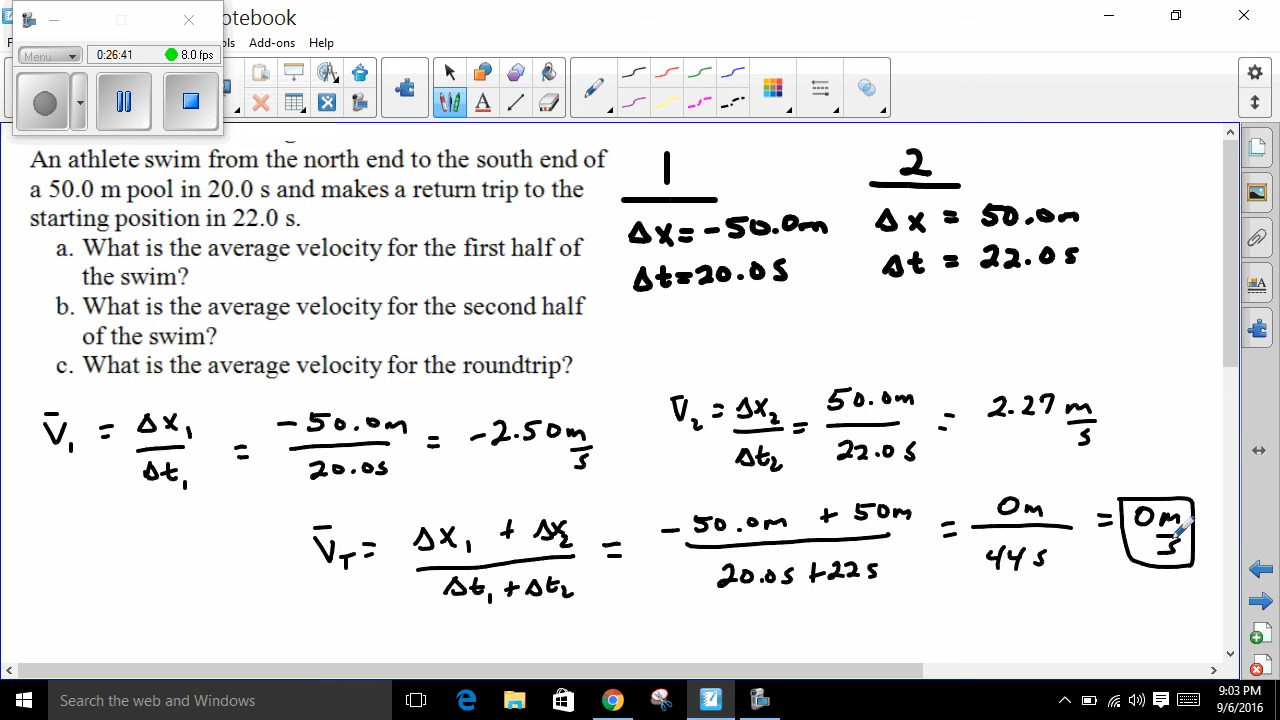 otebook
Menu
0:26:41
8.0 fps
ols Add-ons Help
An athlete swim from the north end to the south end of
a 50.0 m pool in 20.0 s and makes a return trip to the
starting position in 22.0 s.
a. What is the average velocity for the first half of
the swim?
b. What is the average velocity for the second half
of the swim?
c. What is the average velocity for the roundtrip?
1
Δx = -50.0m
Δt = 20.0s
2
Δx = 50.0m
Δt = 22.0s
V̄₁ = Δx₁/Δt₁ = -50.0m/20.0s = -2.50 m/s
V̄₂ = Δx₂/Δt₂ = 50.0m/22.0s = 2.27 m/s
V̄T = Δx₁ + Δx₂/Δt₁ + Δt₂ = -50.0m + 50m/20.0s + 22s = 0m/44s = 0m/s
Search the web and Windows
9:03 PM
9/6/2016